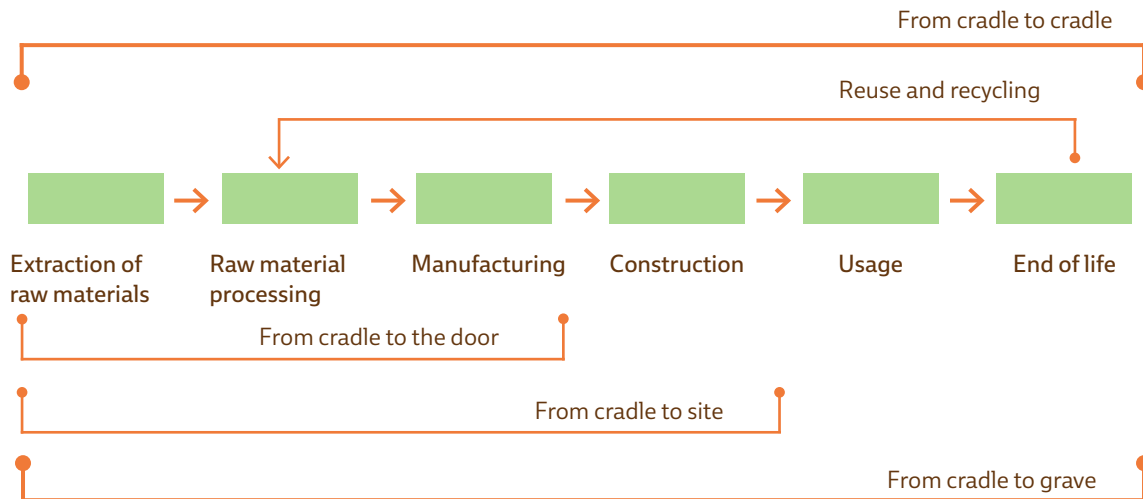 From cradle to cradle
Reuse and recycling
Extraction of
raw materials
Raw material
processing
Manufacturing
Construction
Usage
End of life
From cradle to the door
From cradle to site
From cradle to grave